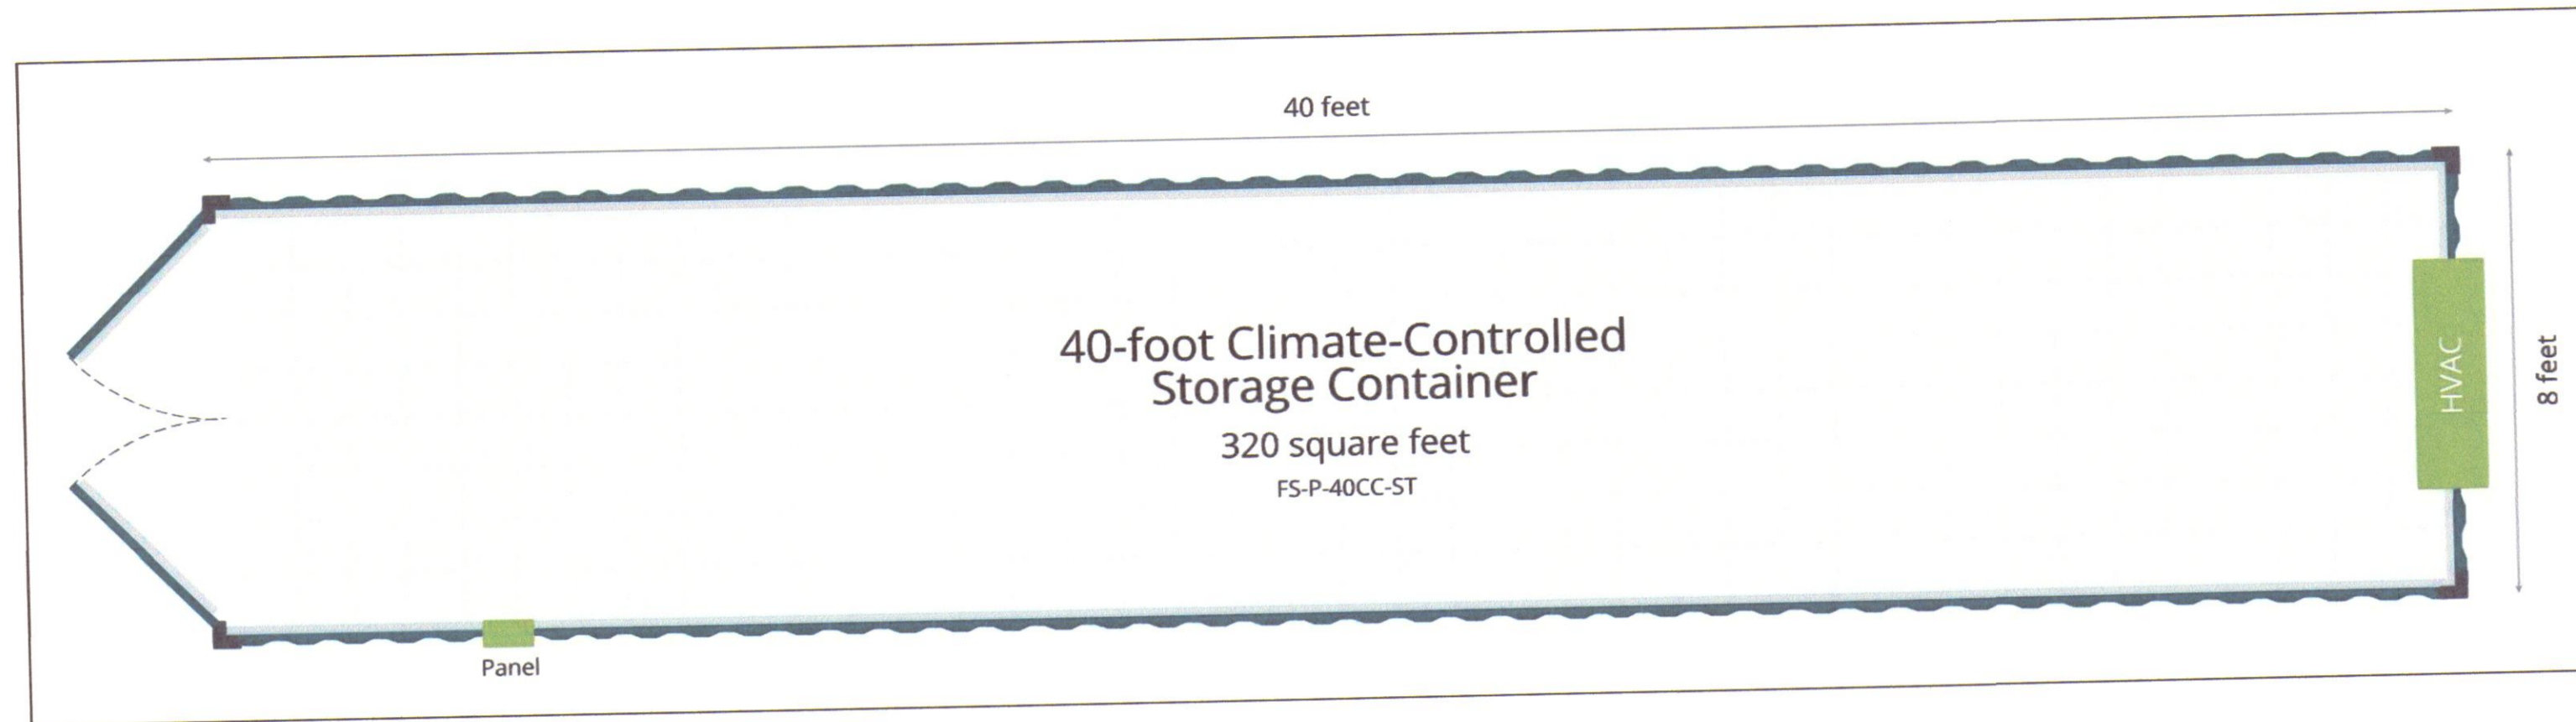 40 feet
40-foot Climate-Controlled
Storage Container
320 square feet
FS-P-40CC-ST
HVAC
8 feet
Panel